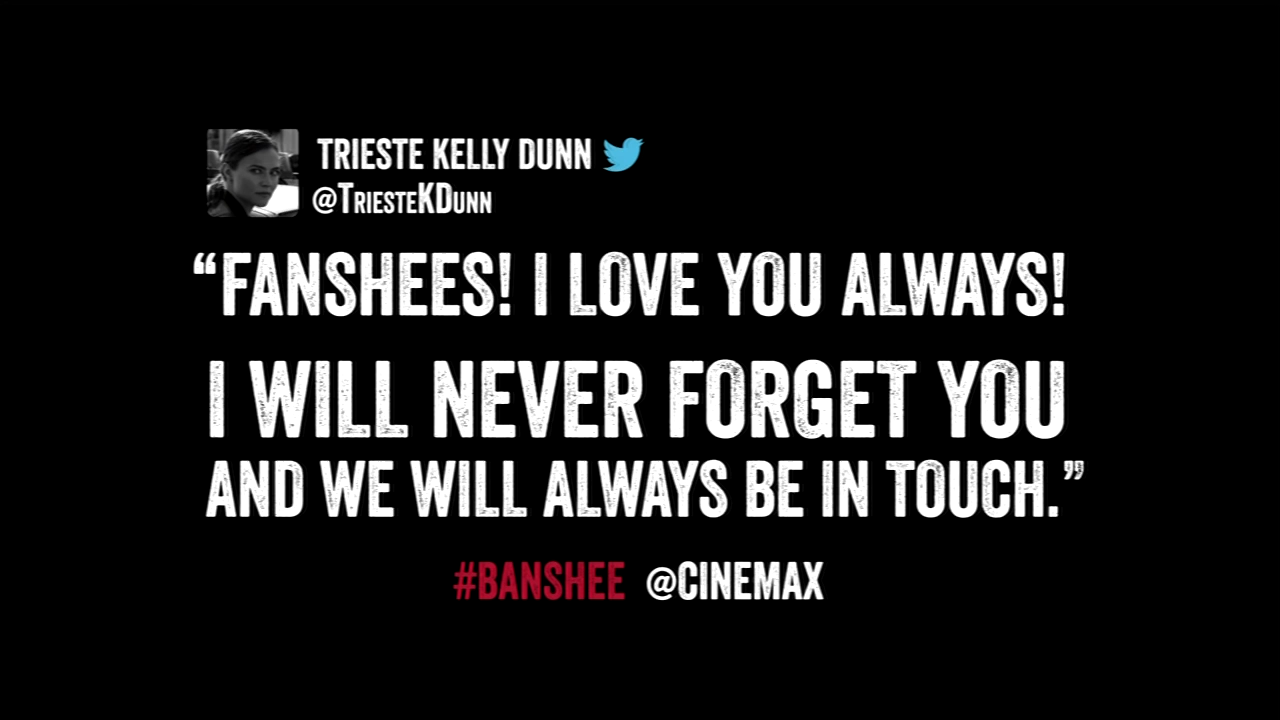 TRIESTE KELLY DUNN
@TRIESTEKDUNN
“FANSHEES! I LOVE YOU ALWAYS!
I WILL NEVER FORGET YOU
AND WE WILL ALWAYS BE IN TOUCH.”
#BANSHEE @CINEMAX